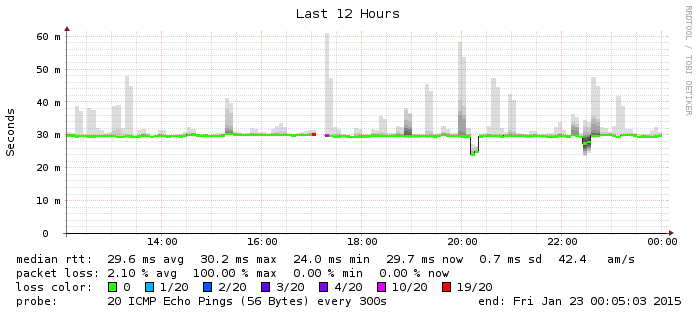 Last 12 Hours
RRDTOOL / TOBI OETIKER
Seconds
60 m
50 m
40 m
30 m
20 m
10 m
0
14:00 16:00 18:00 20:00 22:00 00:00
median rtt: 29.6 ms avg 30.2 ms max 24.0 ms min 29.7 ms now 0.7 ms sd 42.4 am/s
packet loss: 2.10 % avg 100.00 % max 0.00 % min 0.00 % now
loss color: 0 1/20 2/20 3/20 4/20 10/20 19/20
probe: 20 ICMP Echo Pings (56 Bytes) every 300s end: Fri Jan 23 00:05:03 2015